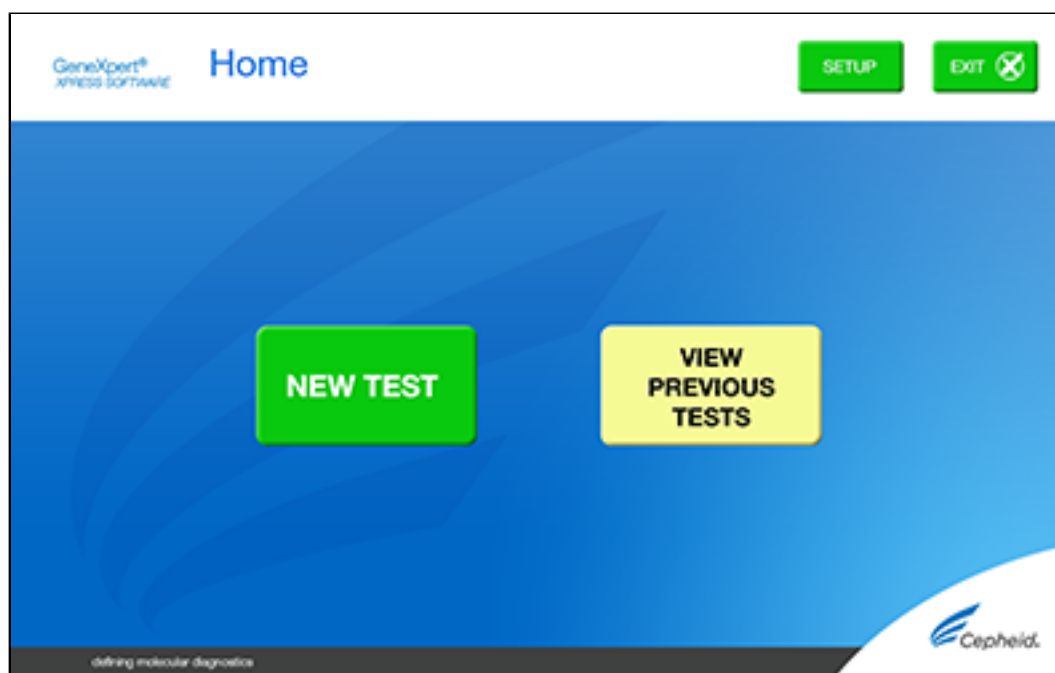 GeneXpert®
XPRESS SOFTWARE
Home
SETUP
EXIT
NEW TEST
VIEW
PREVIOUS
TESTS
Cepheid.
defining molecular diagnostics